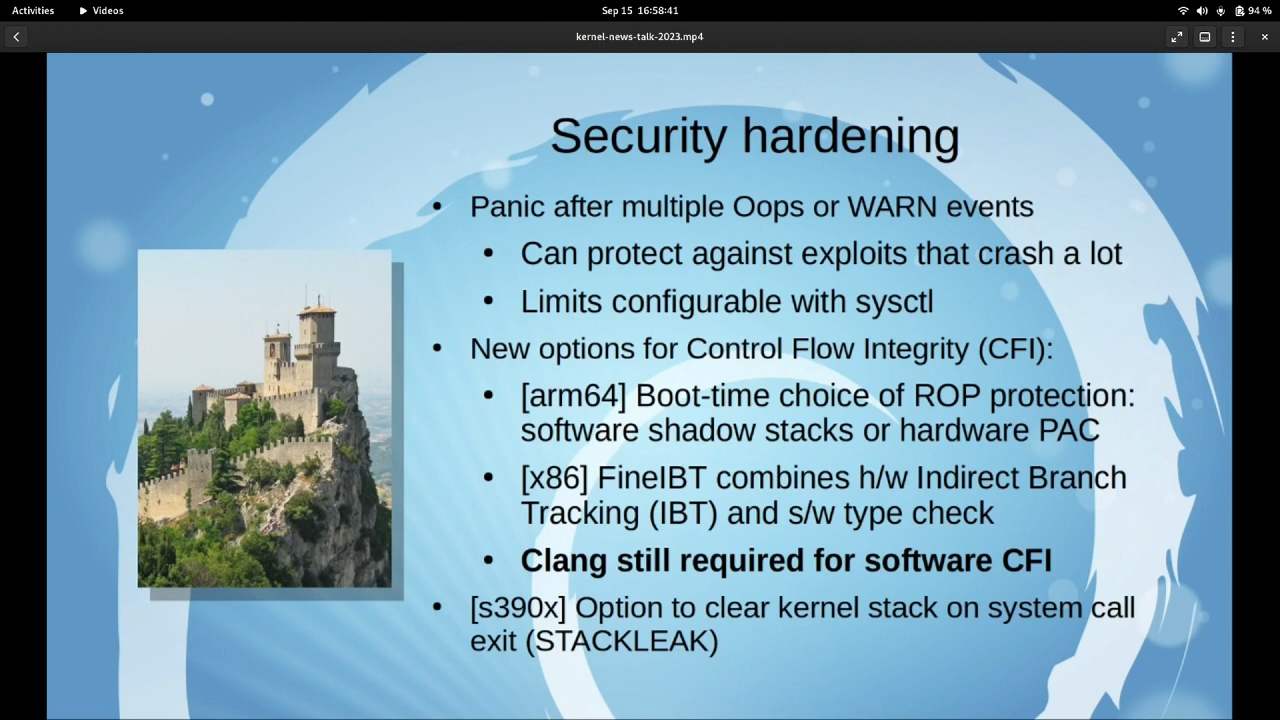 Activities
Videos
Sep 15 16:58:41
94 %
kernel-news-talk-2023.mp4
Security hardening
• Panic after multiple Oops or WARN events
• Can protect against exploits that crash a lot
• Limits configurable with sysctl
• New options for Control Flow Integrity (CFI):
• [arm64] Boot-time choice of ROP protection:
software shadow stacks or hardware PAC
• [x86] FineIBT combines h/w Indirect Branch
Tracking (IBT) and s/w type check
• Clang still required for software CFI
• [s390x] Option to clear kernel stack on system call
exit (STACKLEAK)